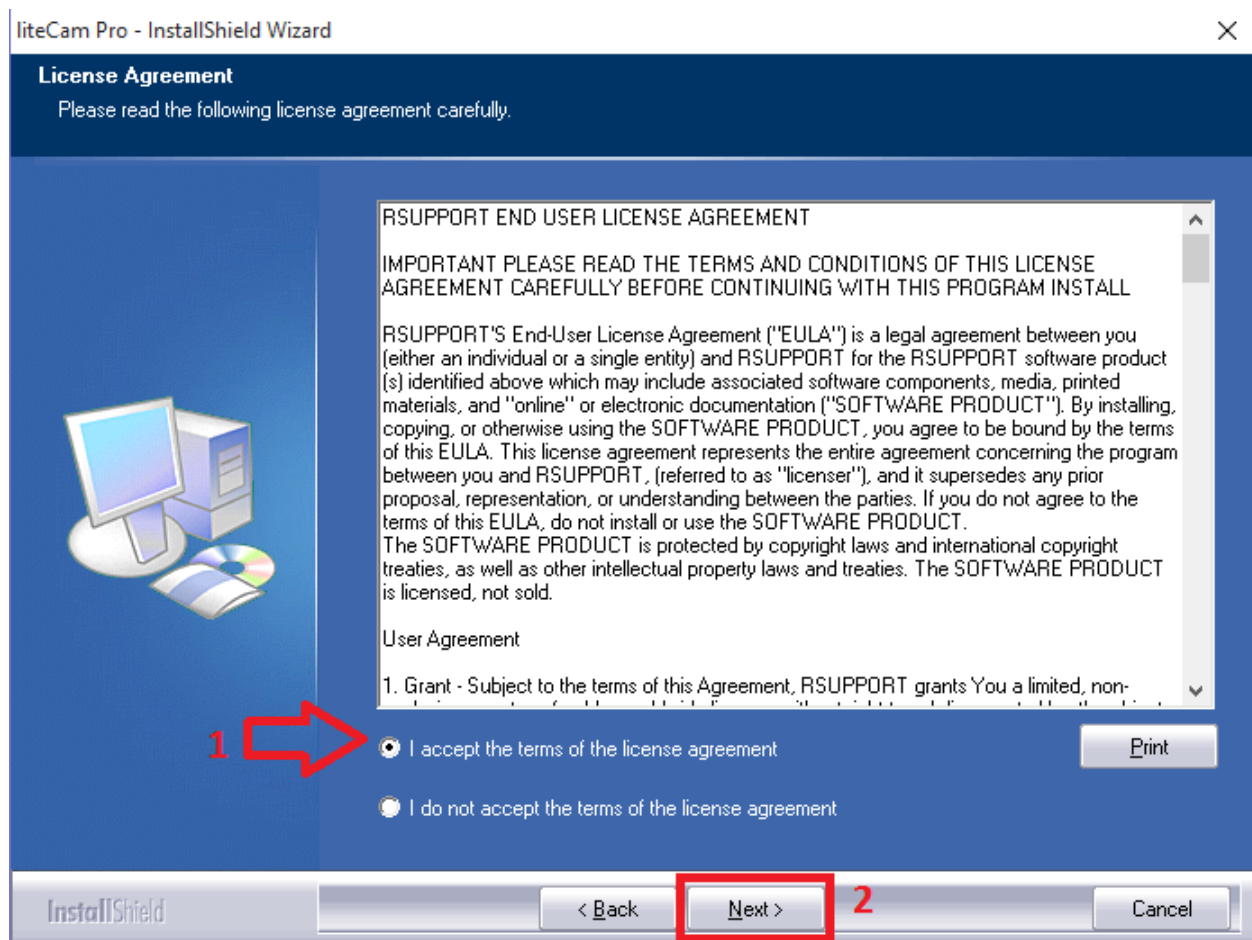 liteCam Pro - InstallShield Wizard
License Agreement
Please read the following license agreement carefully.
RSUPPORT END USER LICENSE AGREEMENT
IMPORTANT PLEASE READ THE TERMS AND CONDITIONS OF THIS LICENSE
AGREEMENT CAREFULLY BEFORE CONTINUING WITH THIS PROGRAM INSTALL
RSUPPORT'S End-User License Agreement ("EULA") is a legal agreement between you
(either an individual or a single entity) and RSUPPORT for the RSUPPORT software product
(s) identified above which may include associated software components, media, printed
materials, and "online" or electronic documentation ("SOFTWARE PRODUCT"). By installing,
copying, or otherwise using the SOFTWARE PRODUCT, you agree to be bound by the terms
of this EULA. This license agreement represents the entire agreement concerning the program
between you and RSUPPORT, (referred to as "licenser"), and it supersedes any prior
proposal, representation, or understanding between the parties. If you do not agree to the
terms of this EULA, do not install or use the SOFTWARE PRODUCT.
The SOFTWARE PRODUCT is protected by copyright laws and international copyright
treaties, as well as other intellectual property laws and treaties. The SOFTWARE PRODUCT
is licensed, not sold.
User Agreement
1. Grant - Subject to the terms of this Agreement, RSUPPORT grants You a limited, non-
1
I accept the terms of the license agreement
Print
I do not accept the terms of the license agreement
InstallShield
< Back
Next >
2
Cancel